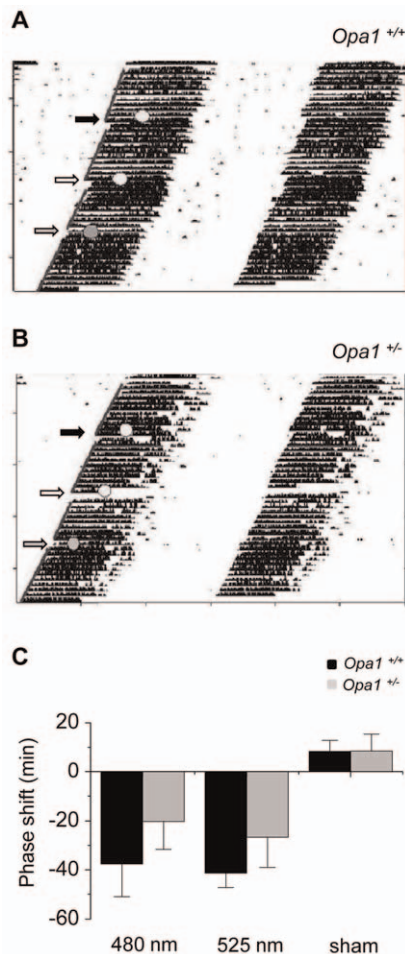 A
Opa1 +/+
B
Opa1 +/-
C
Opa1 +/+
Opa1 +/-
Phase shift (min)
20
0
-20
-40
-60
480 nm
525 nm
sham